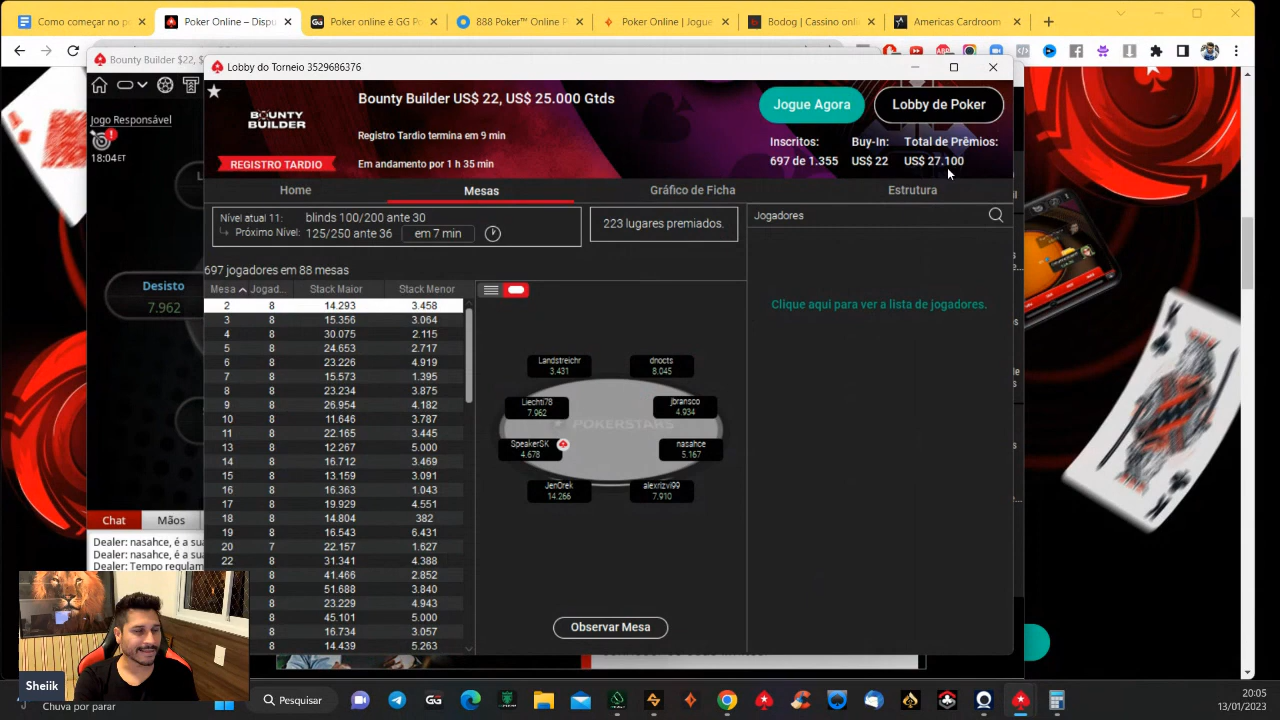 Como começar no p
Poker Online – Disp
Poker online é GG P
888 Poker™ Online P
Poker Online | Jogue
Bodog | Cassino onli
Americas Cardroom
Bounty Builder $22, $
Lobby do Torneio 3529686375
Jogo Responsável
18:04 ET
BOUNTY
BUILDER
Bounty Builder US$ 22, US$ 25.000 Gtds
Jogue Agora
Lobby de Poker
Registro Tardio termina em 9 min
Inscritos:
Buy-In:
Total de Prêmios:
REGISTRO TARDIO
Em andamento por 1 h 35 min
697 de 1.355
US$ 22
US$ 27.100
Home
Mesas
Gráfico de Ficha
Estrutura
Nível atual 11: blinds 100/200 ante 30
Próximo Nível: 125/250 ante 36 em 7 min
223 lugares premiados.
Jogadores
697 jogadores em 88 mesas
Mesa Jogad... Stack Maior Stack Menor
2 8 14.293 3.458
3 8 15.356 3.064
4 8 30.075 2.115
5 8 24.653 2.717
6 8 23.226 4.919
7 8 15.573 1.395
8 8 23.234 3.875
9 8 26.954 4.182
10 8 11.646 3.787
11 8 22.165 3.445
13 8 12.267 5.000
14 8 16.712 3.469
15 8 13.159 3.091
16 8 16.363 1.043
17 8 19.929 4.551
18 8 14.804 382
19 8 16.543 6.431
20 7 22.157 1.627
22 8 31.341 4.388
8 41.466 2.852
8 51.688 3.840
8 23.229 4.943
8 45.101 5.000
8 16.734 3.057
8 14.439 5.263
Desisto
7.962
Clique aqui para ver a lista de jogadores.
Landstreichr
3.431
dnocts
8.045
Liechti78
7.962
jbransco
4.934
POKERSTARS
SpeakerSK
4.678
nasahce
5.167
JenOrek
14.266
alexrizvi99
7.910
Observar Mesa
Chat
Mãos
Dealer: nasahce, é a sua
Dealer: nasahce, é a sua
Dealer: Tempo regulam
Sheiik
Chuva por parar
Pesquisar
20:05
13/01/2023